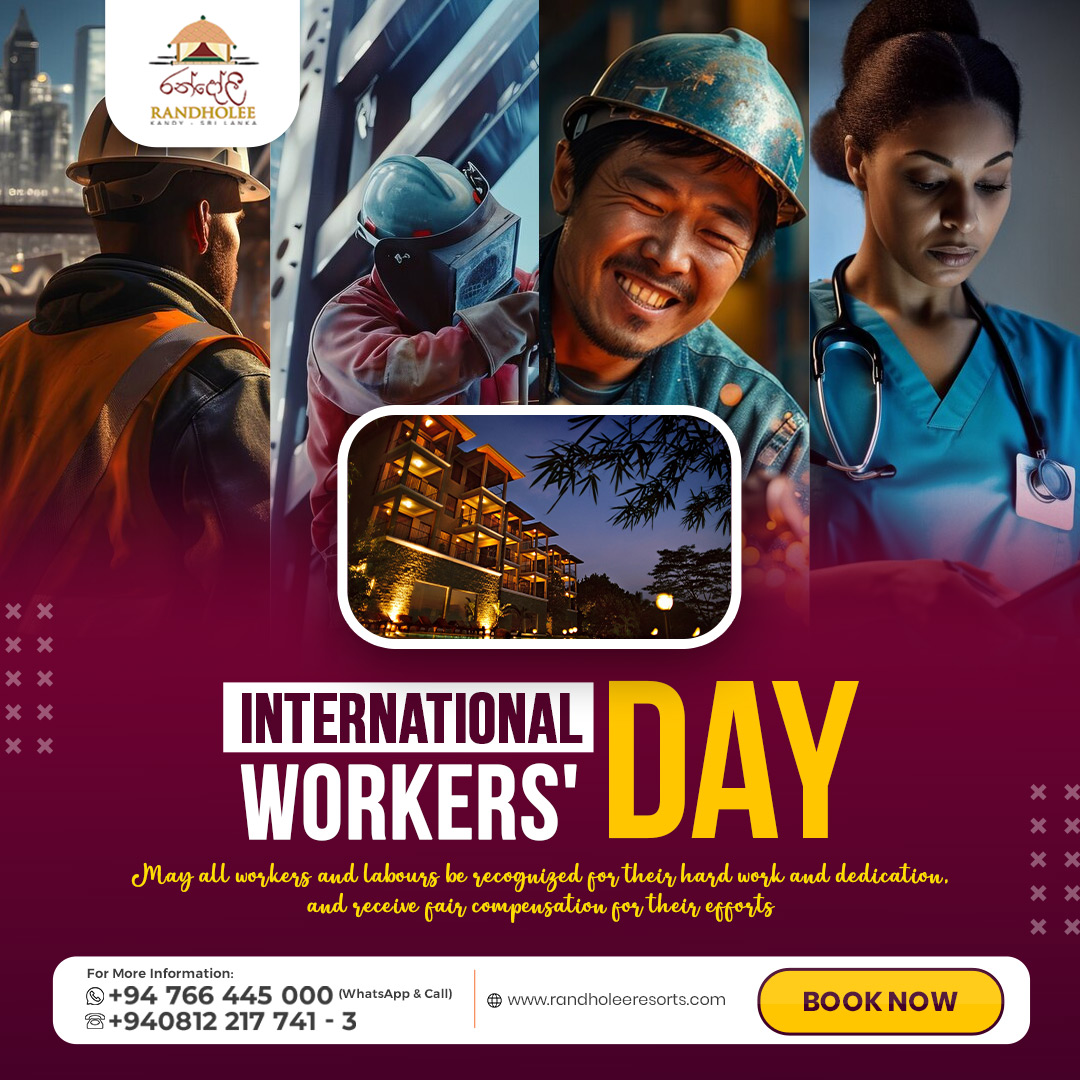 රන්දෝලි
RANDHOLEE
KANDY - SRI LANKA
INTERNATIONAL
WORKERS'
DAY
May all workers and labours be recognized for their hard work and dedication,
and receive fair compensation for their efforts
For More Information:
+94 766 445 000 (WhatsApp & Call)
+940812 217 741 - 3
www.randholeeresorts.com
BOOK NOW